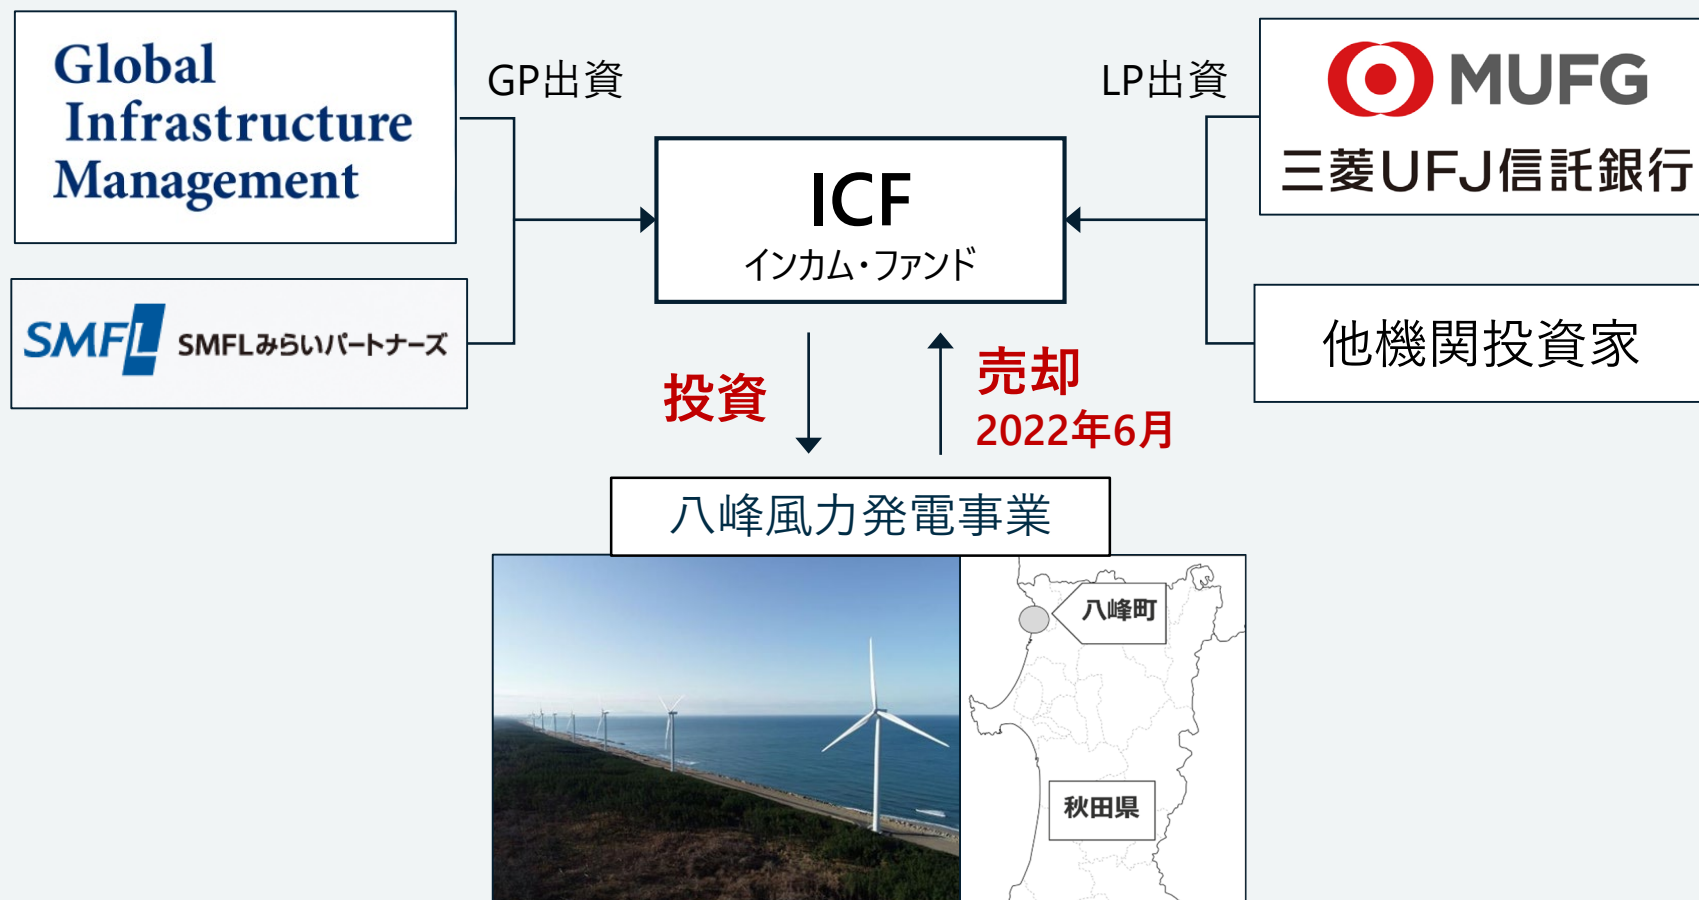 Global
Infrastructure
Management
GP出資
LP出資
MUFG
三菱UFJ信託銀行
ICF
インカム・ファンド
SMFL SMFLみらいパートナーズ
他機関投資家
投資
売却
2022年6月
八峰風力発電事業
八峰町
秋田県